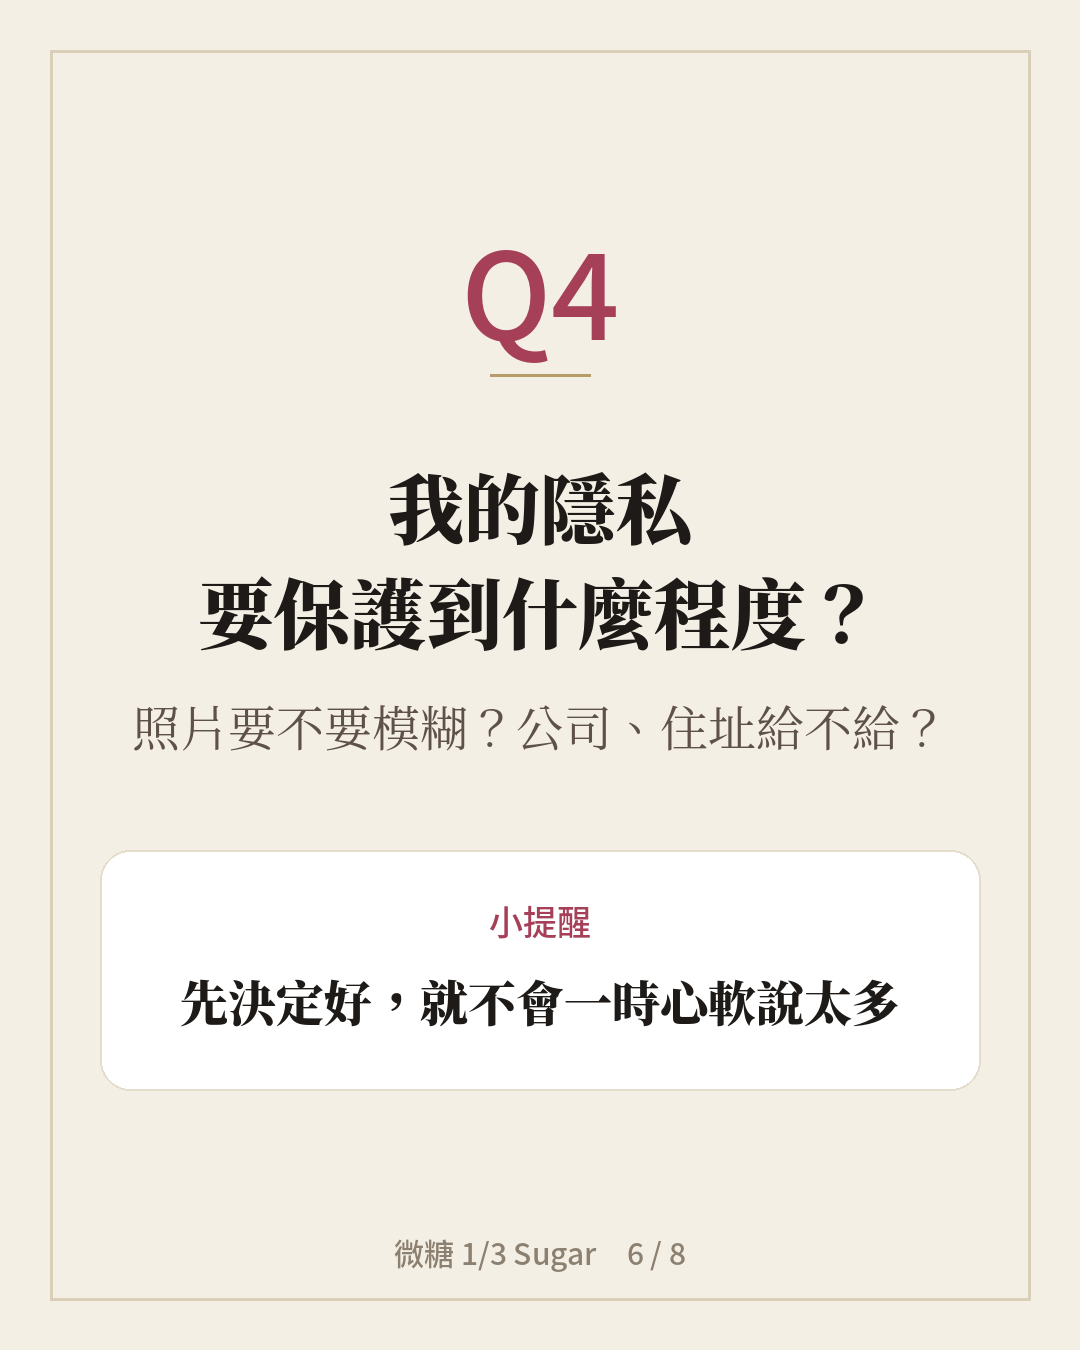 Q4
我的隱私
要保護到什麼程度？
照片要不要模糊？公司、住址給不給？
小提醒
先決定好，就不會一時心軟說太多
微糖 1/3 Sugar 6 / 8